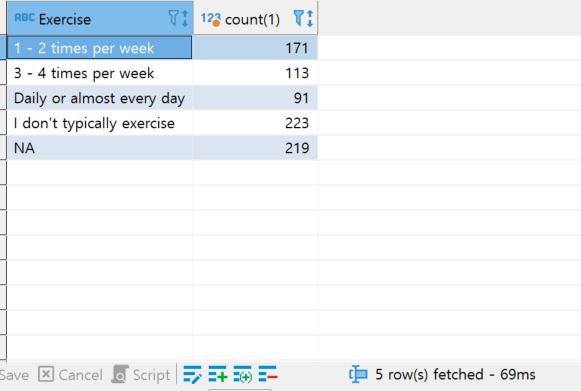 ABC Exercise 123 count(1)
1 - 2 times per week 171
3 - 4 times per week 113
Daily or almost every day 91
I don't typically exercise 223
NA 219
Save Cancel Script 5 row(s) fetched - 69ms